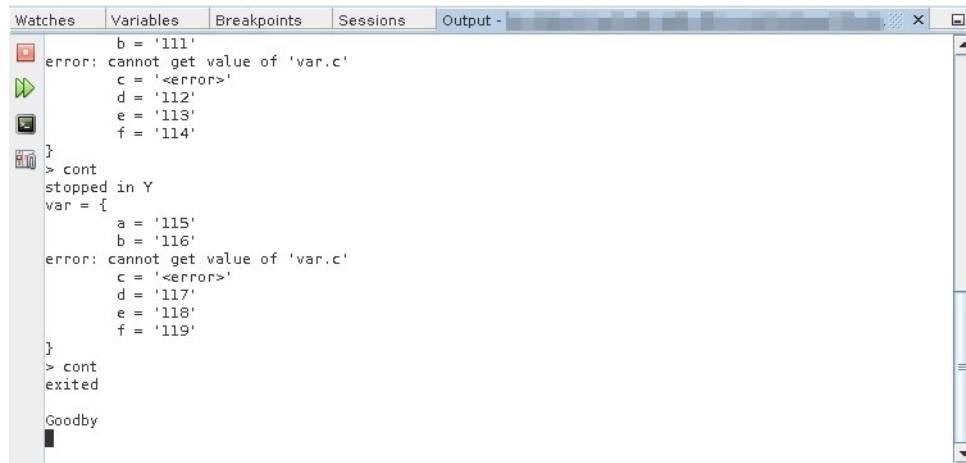 Watches Variables Breakpoints Sessions Output -
b = '111'
error: cannot get value of 'var.c'
c = '<error>'
d = '112'
e = '113'
f = '114'
}
> cont
stopped in Y
var = {
a = '115'
b = '116'
error: cannot get value of 'var.c'
c = '<error>'
d = '117'
e = '118'
f = '119'
}
> cont
exited
Goodby